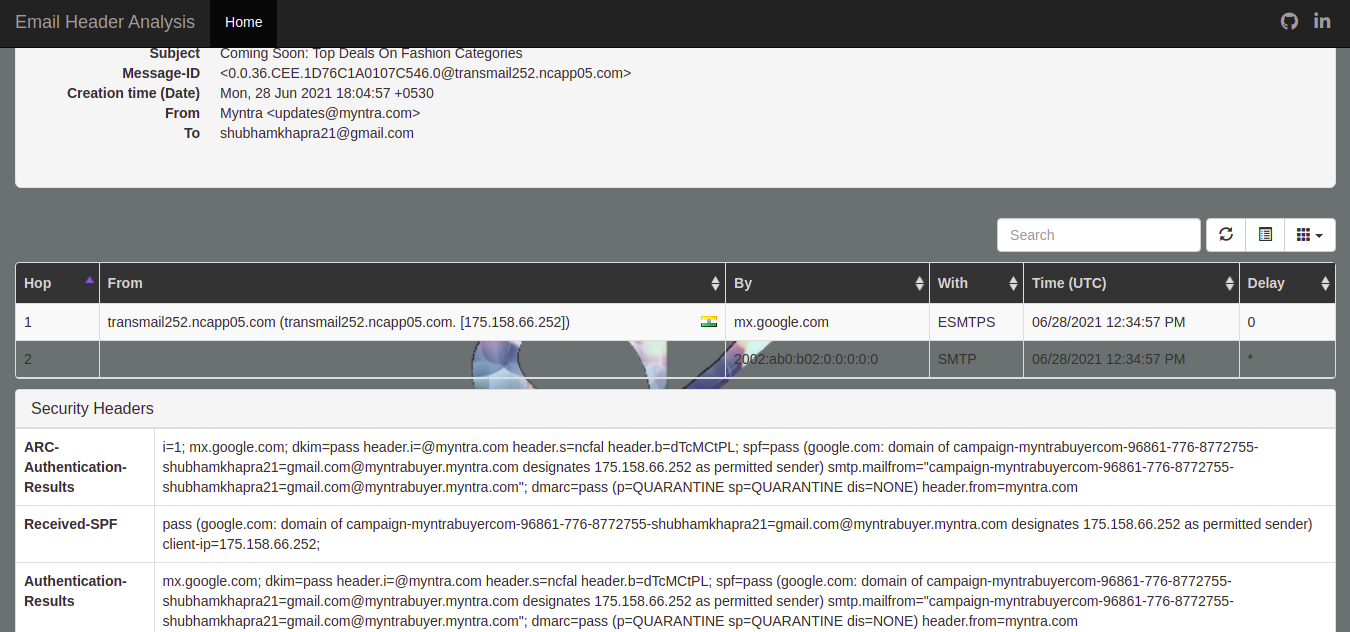 Email Header Analysis Home
Subject Coming Soon: Top Deals On Fashion Categories
Message-ID <0.0.36.CEE.1D76C1A0107C546.0@transmail252.ncapp05.com>
Creation time (Date) Mon, 28 Jun 2021 18:04:57 +0530
From Myntra <updates@myntra.com>
To shubhamkhapra21@gmail.com
Search
Hop From By With Time (UTC) Delay
1 transmail252.ncapp05.com (transmail252.ncapp05.com. [175.158.66.252]) mx.google.com ESMTPS 06/28/2021 12:34:57 PM 0
2 2002:ab0:b02:0:0:0:0:0 SMTP 06/28/2021 12:34:57 PM *
Security Headers
ARC-Authentication-Results
i=1; mx.google.com; dkim=pass header.i=@myntra.com header.s=ncfal header.b=dTcMCtPL; spf=pass (google.com: domain of campaign-myntrabuyercom-96861-776-8772755-
shubhamkhapra21=gmail.com@myntrabuyer.myntra.com designates 175.158.66.252 as permitted sender) smtp.mailfrom="campaign-myntrabuyercom-96861-776-8772755-
shubhamkhapra21=gmail.com@myntrabuyer.myntra.com"; dmarc=pass (p=QUARANTINE sp=QUARANTINE dis=NONE) header.from=myntra.com
Received-SPF pass (google.com: domain of campaign-myntrabuyercom-96861-776-8772755-shubhamkhapra21=gmail.com@myntrabuyer.myntra.com designates 175.158.66.252 as permitted sender)
client-ip=175.158.66.252;
Authentication-Results
mx.google.com; dkim=pass header.i=@myntra.com header.s=ncfal header.b=dTcMCtPL; spf=pass (google.com: domain of campaign-myntrabuyercom-96861-776-8772755-
shubhamkhapra21=gmail.com@myntrabuyer.myntra.com designates 175.158.66.252 as permitted sender) smtp.mailfrom="campaign-myntrabuyercom-96861-776-8772755-
shubhamkhapra21=gmail.com@myntrabuyer.myntra.com"; dmarc=pass (p=QUARANTINE sp=QUARANTINE dis=NONE) header.from=myntra.com